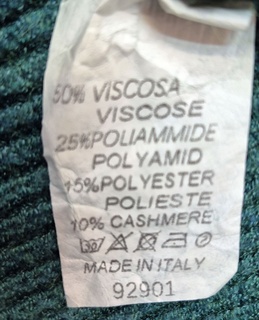 50% VISCOSA
VISCOSE
25%POLIAMMIDE
POLYAMID
15%POLYESTER
POLIESTE
10% CASHMERE
MADE IN ITALY
92901